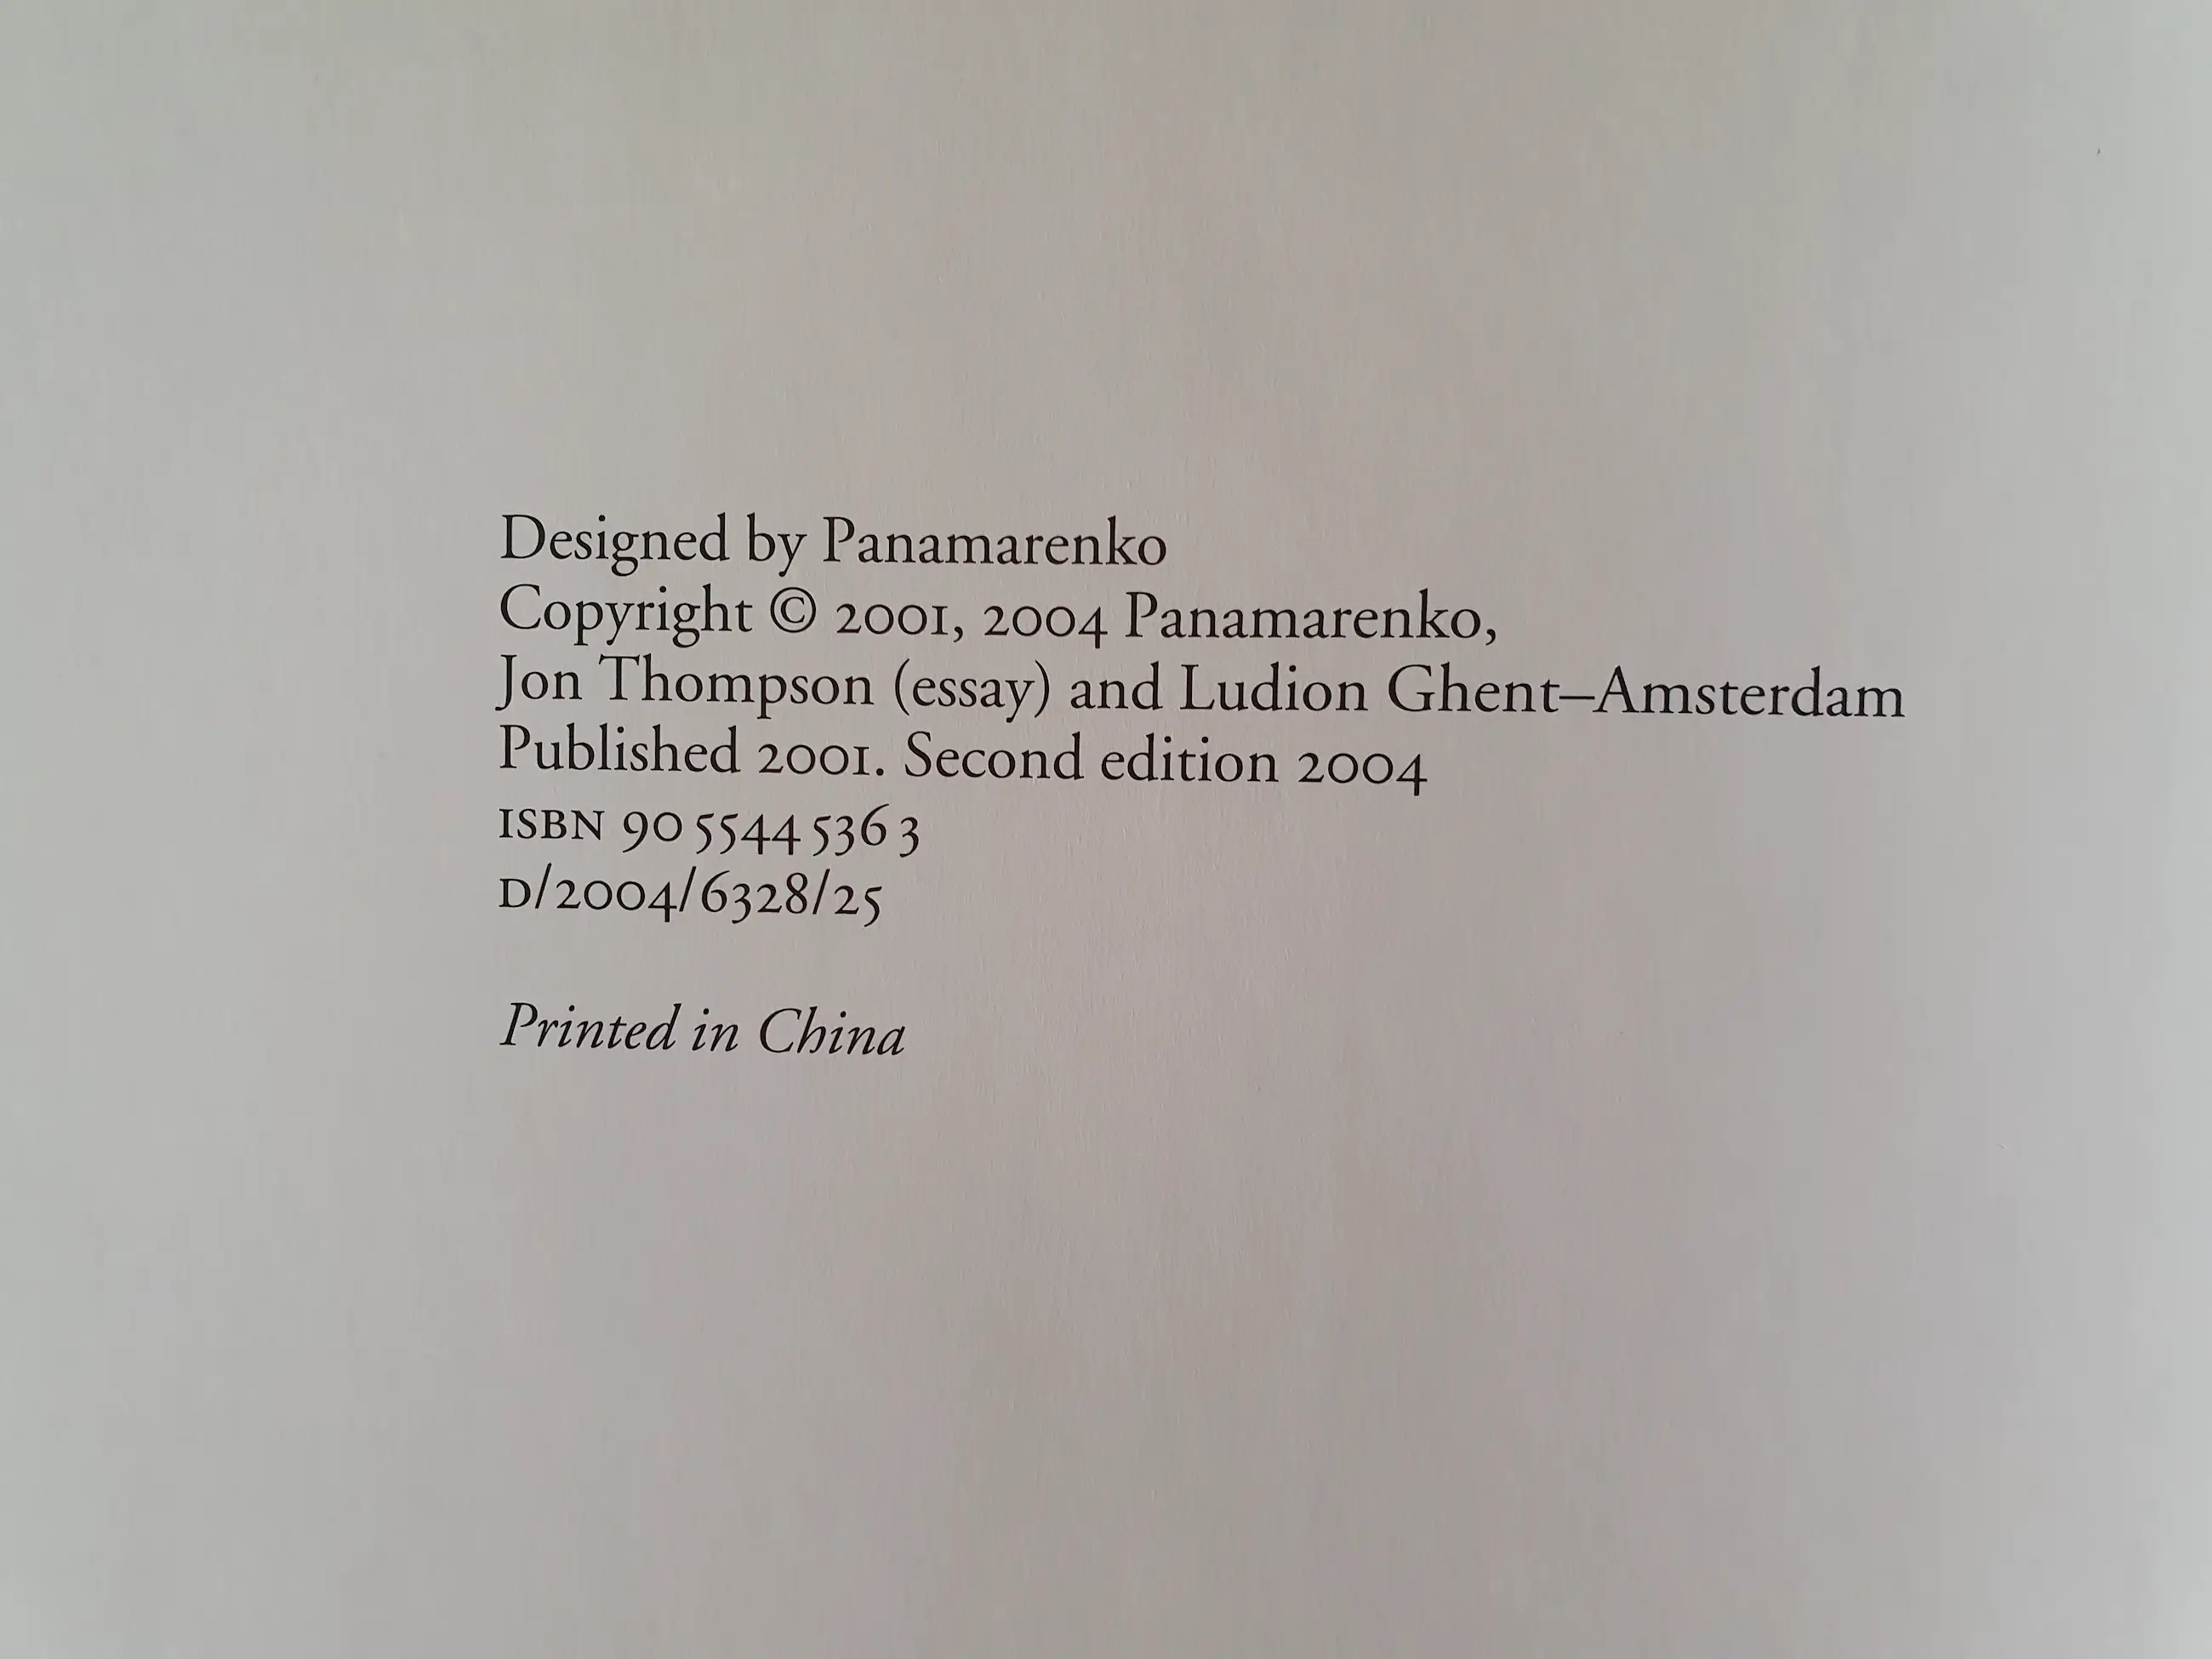 Designed by Panamarenko
Copyright © 2001, 2004 Panamarenko,
Jon Thompson (essay) and Ludion Ghent–Amsterdam
Published 2001. Second edition 2004
ISBN 90 5544 536 3
D/2004/6328/25
Printed in China